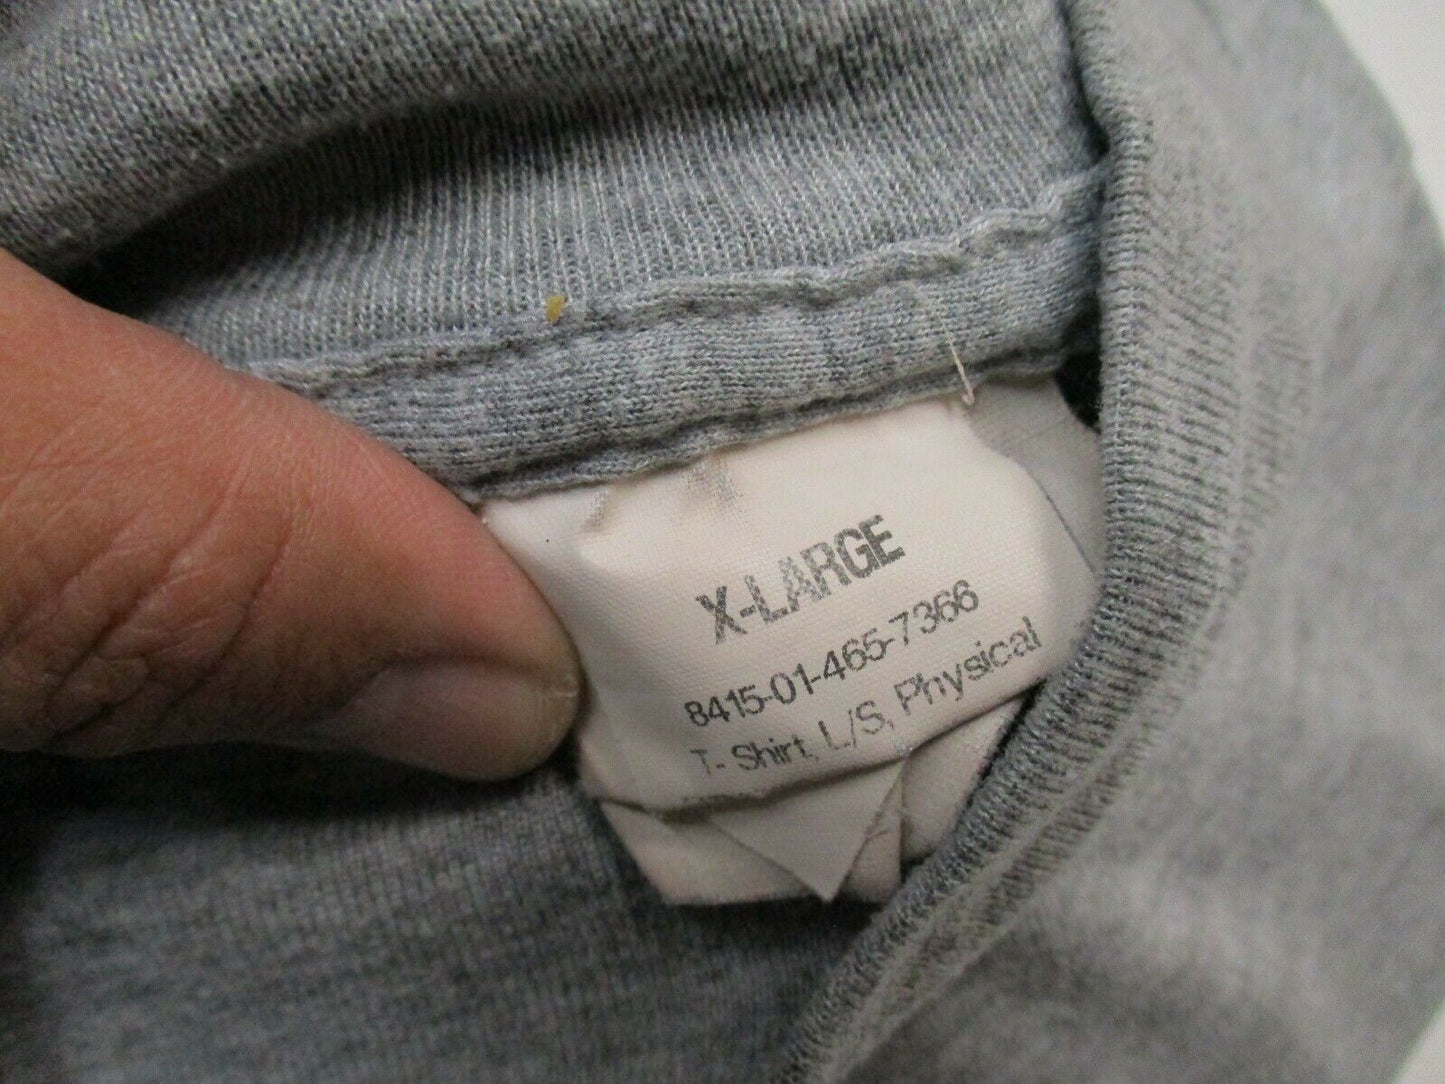 X-LARGE
8415-01-465-7366
T- Shirt, L/S, Physical